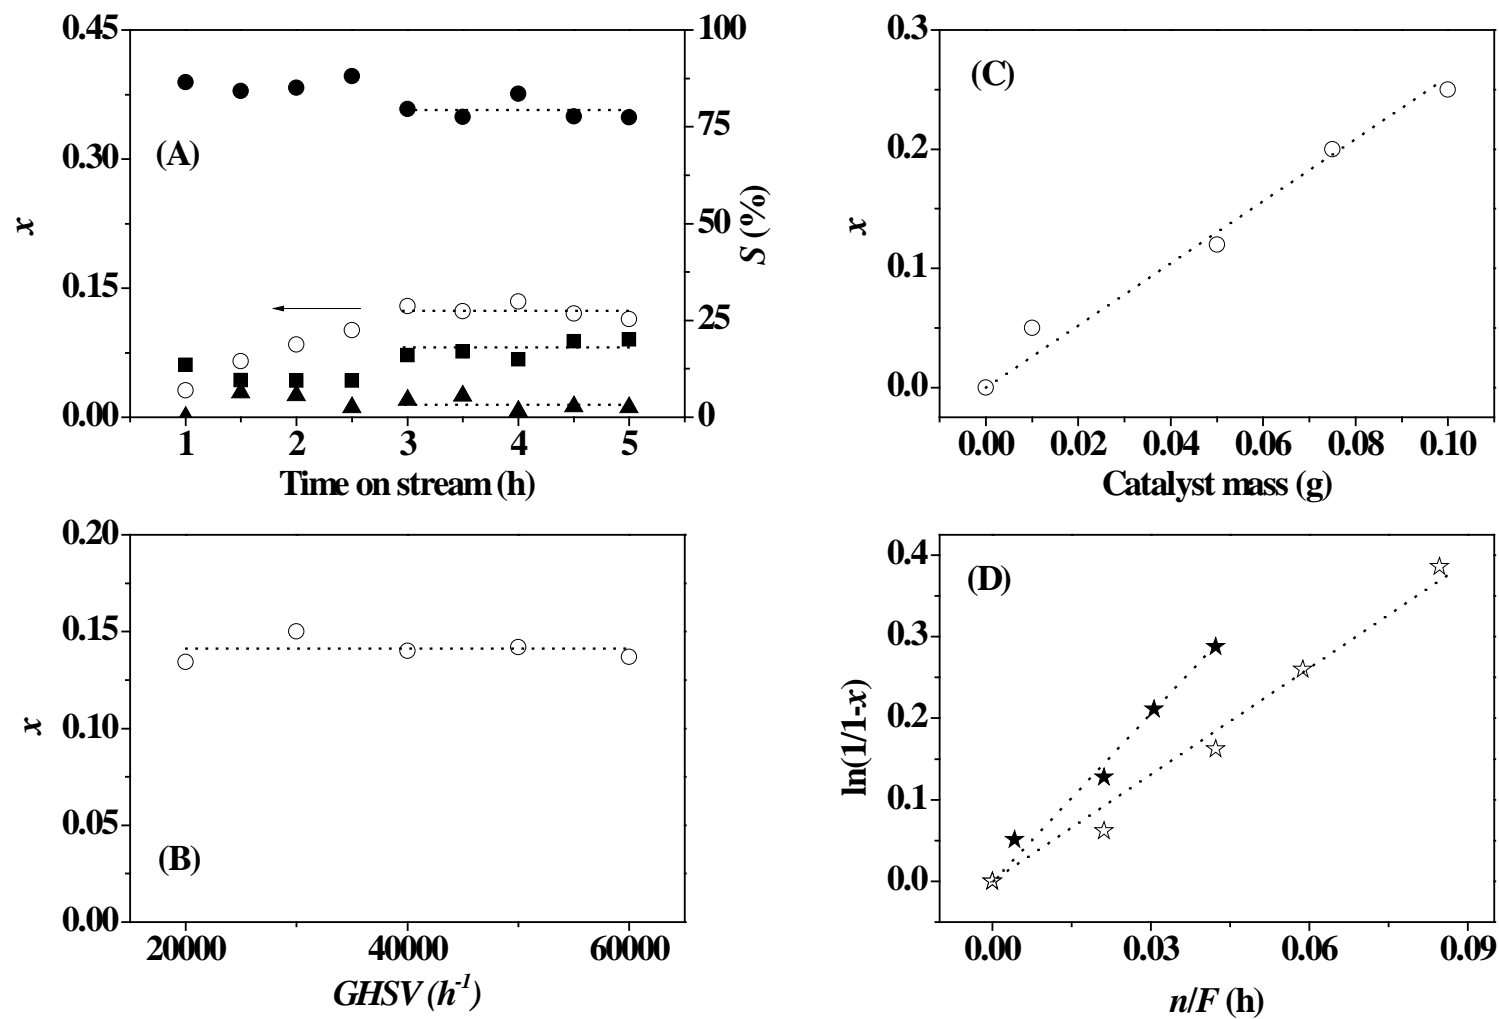 0.45
0.30
0.15
0.00
x
(A)
100
75
50
25
0
S (%)
1 2 3 4 5
Time on stream (h)
0.3
0.2
0.1
0.0
x
(C)
0.00 0.02 0.04 0.06 0.08 0.10
Catalyst mass (g)
0.20
0.15
0.10
0.05
0.00
x
(B)
20000 40000 60000
GHSV (h-1)
0.4
0.3
0.2
0.1
0.0
ln(1/1-x)
(D)
0.00 0.03 0.06 0.09
n/F (h)